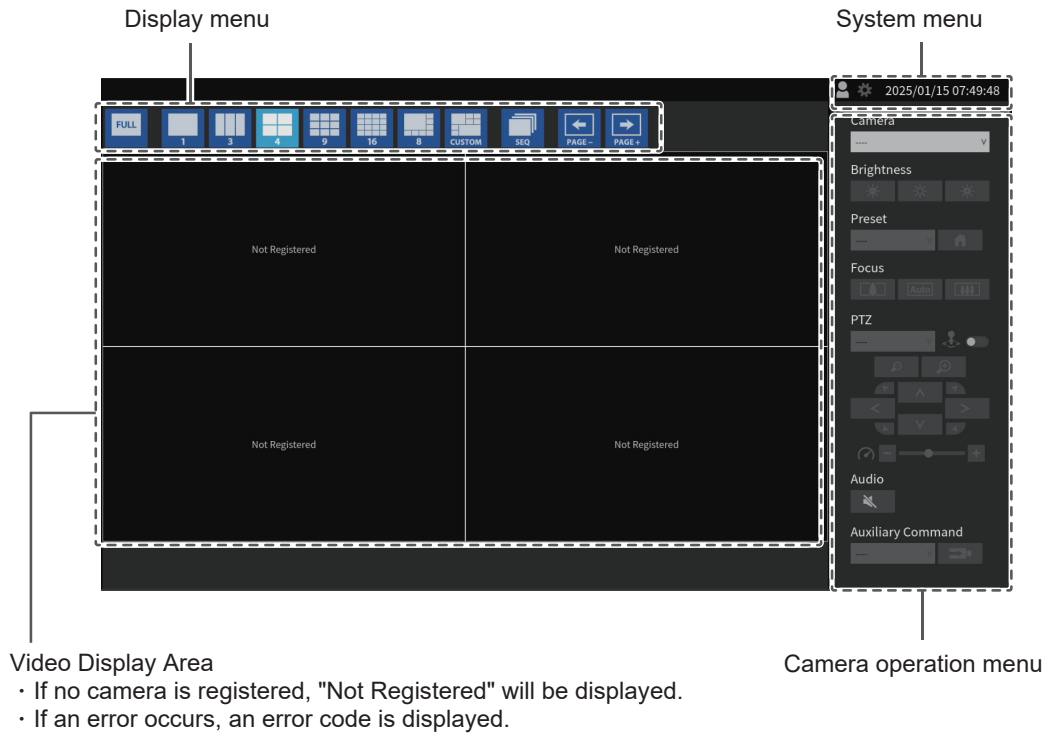 Display menu
System menu
2025/01/15 07:49:48
FULL
1
3
4
9
16
8
CUSTOM
SEQ
PAGE −
PAGE +
Camera
---- v
Brightness
Not Registered
Not Registered
Preset
---- v
Focus
Auto
PTZ
---- v
Not Registered
Not Registered
Audio
Auxiliary Command
---- v
Video Display Area
・If no camera is registered, "Not Registered" will be displayed.
・If an error occurs, an error code is displayed.
Camera operation menu